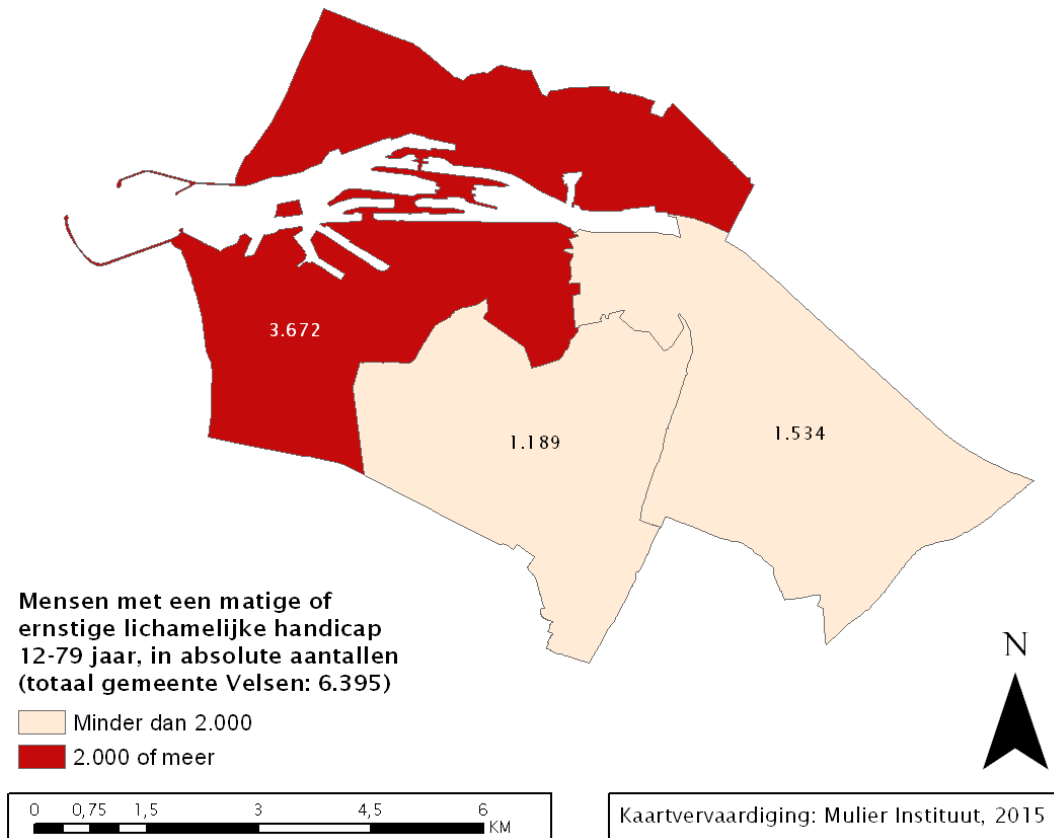 3.672
1.189
1.534
Mensen met een matige of
ernstige lichamelijke handicap
12-79 jaar, in absolute aantallen
(totaal gemeente Velsen: 6.395)
Minder dan 2.000
2.000 of meer
N
0 0,75 1,5 3 4,5 6
KM
Kaartvervaardiging: Mulier Instituut, 2015